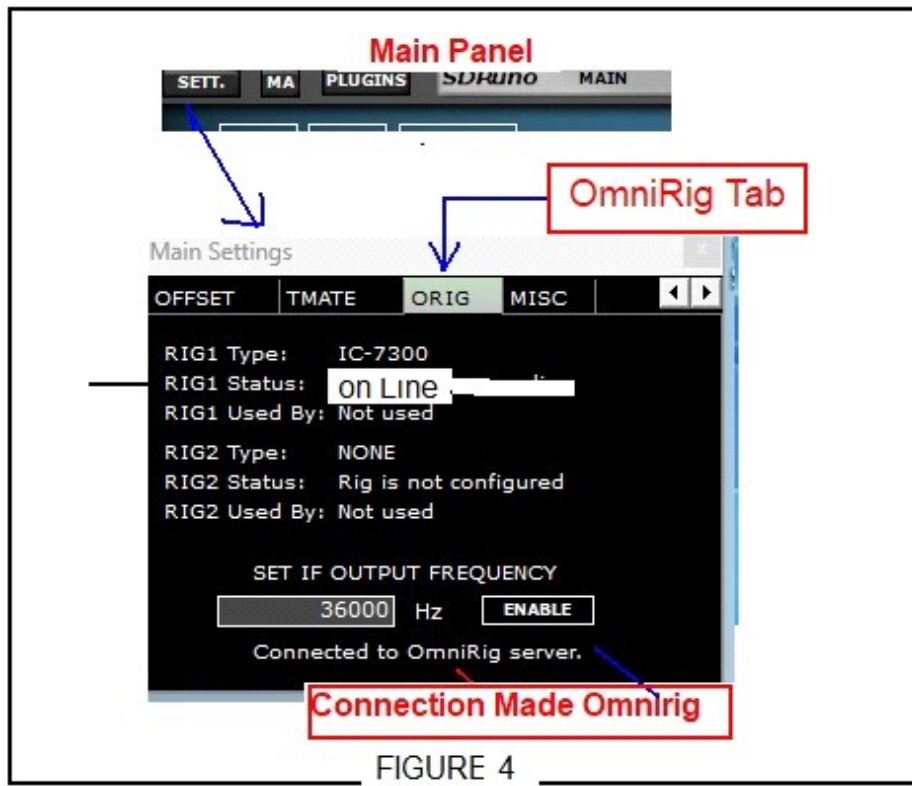 Main Panel
SETT. MA PLUGINS SDRuno MAIN
OmniRig Tab
Main Settings x
OFFSET TMATE ORIG MISC
RIG1 Type: IC-7300
RIG1 Status: on Line
RIG1 Used By: Not used
RIG2 Type: NONE
RIG2 Status: Rig is not configured
RIG2 Used By: Not used
SET IF OUTPUT FREQUENCY
36000 Hz ENABLE
Connected to OmniRig server.
Connection Made Omnirig
FIGURE 4